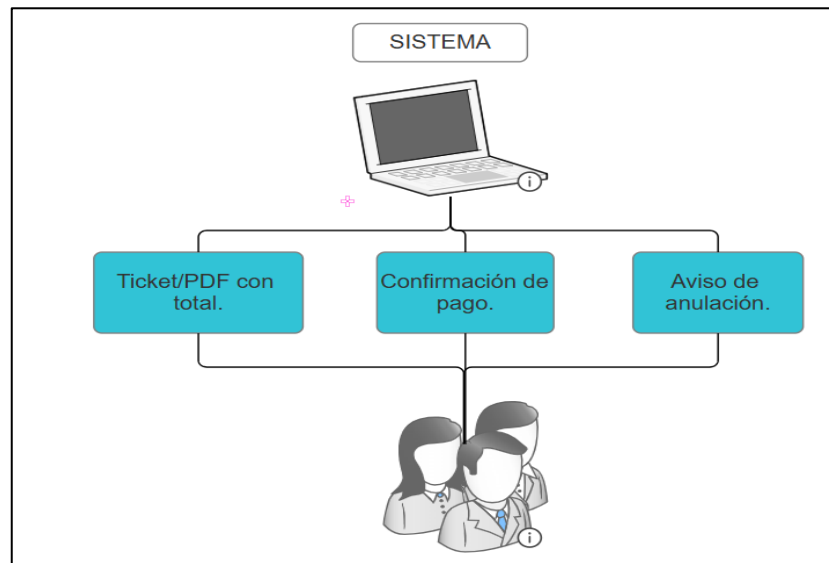 SISTEMA
i
Ticket/PDF con
total.
Confirmación de
pago.
Aviso de
anulación.
i